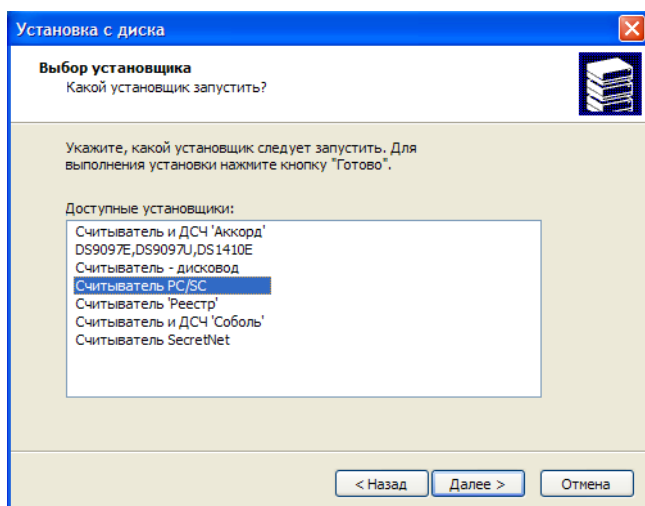 Установка с диска
Выбор установщика
Какой установщик запустить?
Укажите, какой установщик следует запустить. Для
выполнения установки нажмите кнопку "Готово".
Доступные установщики:
Считыватель и ДСЧ 'Аккорд'
DS9097E,DS9097U,DS1410E
Считыватель - дисковод
Считыватель PC/SC
Считыватель 'Реестр'
Считыватель и ДСЧ 'Соболь'
Считыватель SecretNet
< Назад Далее > Отмена